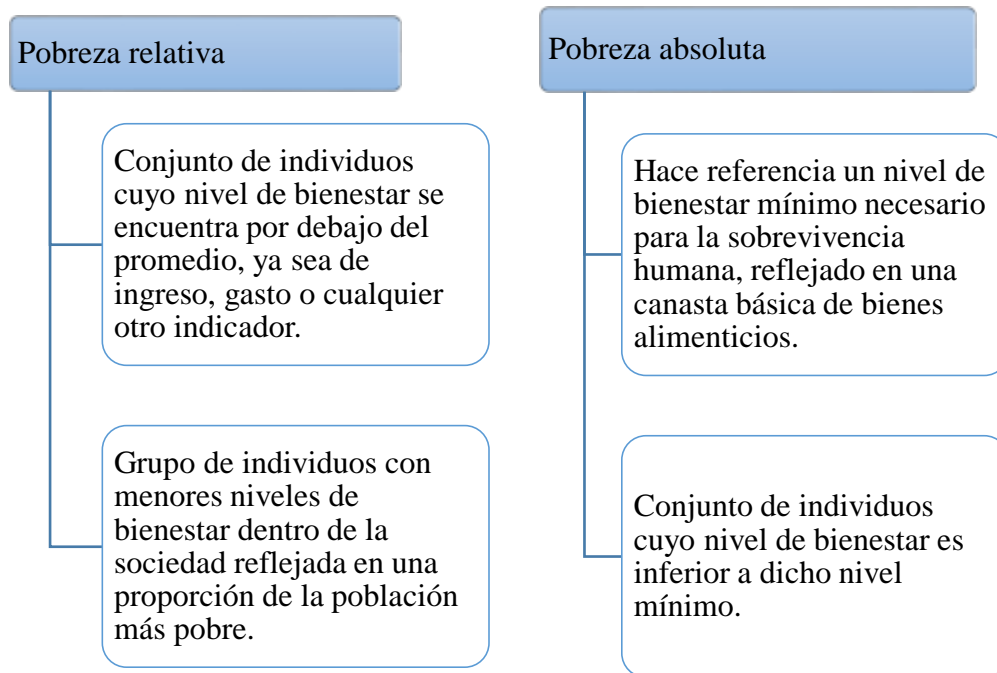 Pobreza relativa
Conjunto de individuos
cuyo nivel de bienestar se
encuentra por debajo del
promedio, ya sea de
ingreso, gasto o cualquier
otro indicador.
Grupo de individuos con
menores niveles de
bienestar dentro de la
sociedad reflejada en una
proporción de la población
más pobre.
Pobreza absoluta
Hace referencia un nivel de
bienestar mínimo necesario
para la sobrevivencia
humana, reflejado en una
canasta básica de bienes
alimenticios.
Conjunto de individuos
cuyo nivel de bienestar es
inferior a dicho nivel
mínimo.